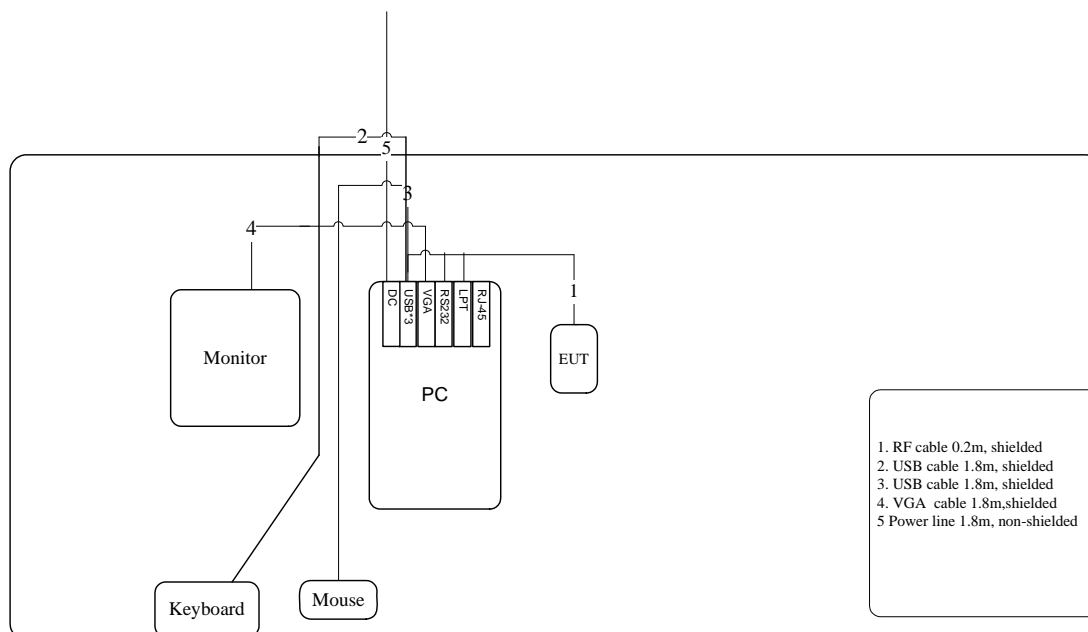 2
5
3
4
1
DC
USB*3
VGA
RS232
LPT
RJ-45
Monitor
PC
EUT
Keyboard
Mouse
1. RF cable 0.2m, shielded
2. USB cable 1.8m, shielded
3. USB cable 1.8m, shielded
4. VGA cable 1.8m,shielded
5 Power line 1.8m, non-shielded